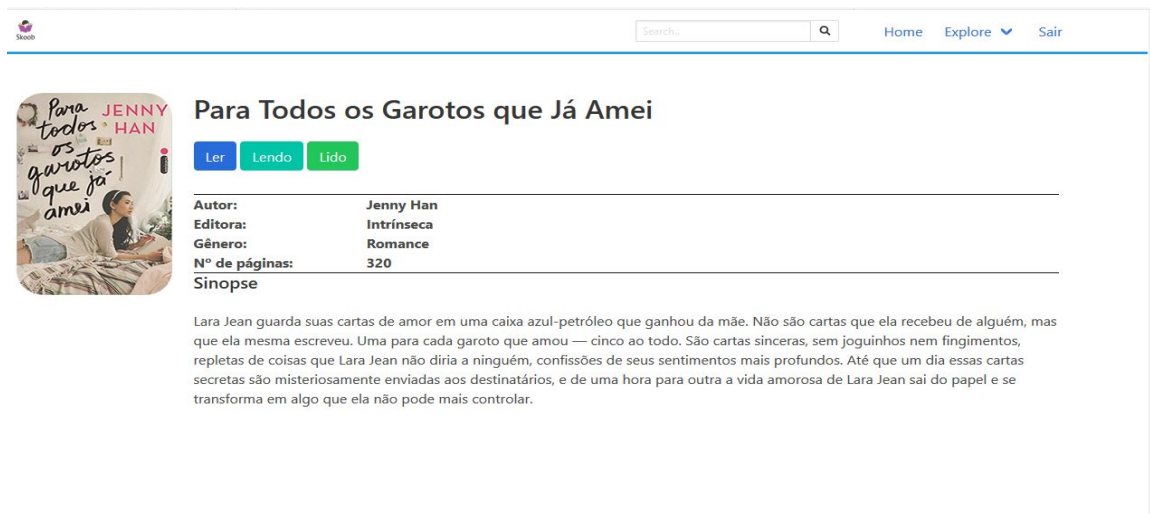 Skoob
Search..
Home
Explore
Sair
Para todos os garotos que já amei
JENNY HAN
Para Todos os Garotos que Já Amei
Ler
Lendo
Lido
Autor: Jenny Han
Editora: Intrínseca
Gênero: Romance
Nº de páginas: 320
Sinopse
Lara Jean guarda suas cartas de amor em uma caixa azul-petróleo que ganhou da mãe. Não são cartas que ela recebeu de alguém, mas
que ela mesma escreveu. Uma para cada garoto que amou — cinco ao todo. São cartas sinceras, sem joguinhos nem fingimentos,
repletas de coisas que Lara Jean não diria a ninguém, confissões de seus sentimentos mais profundos. Até que um dia essas cartas
secretas são misteriosamente enviadas aos destinatários, e de uma hora para outra a vida amorosa de Lara Jean sai do papel e se
transforma em algo que ela não pode mais controlar.